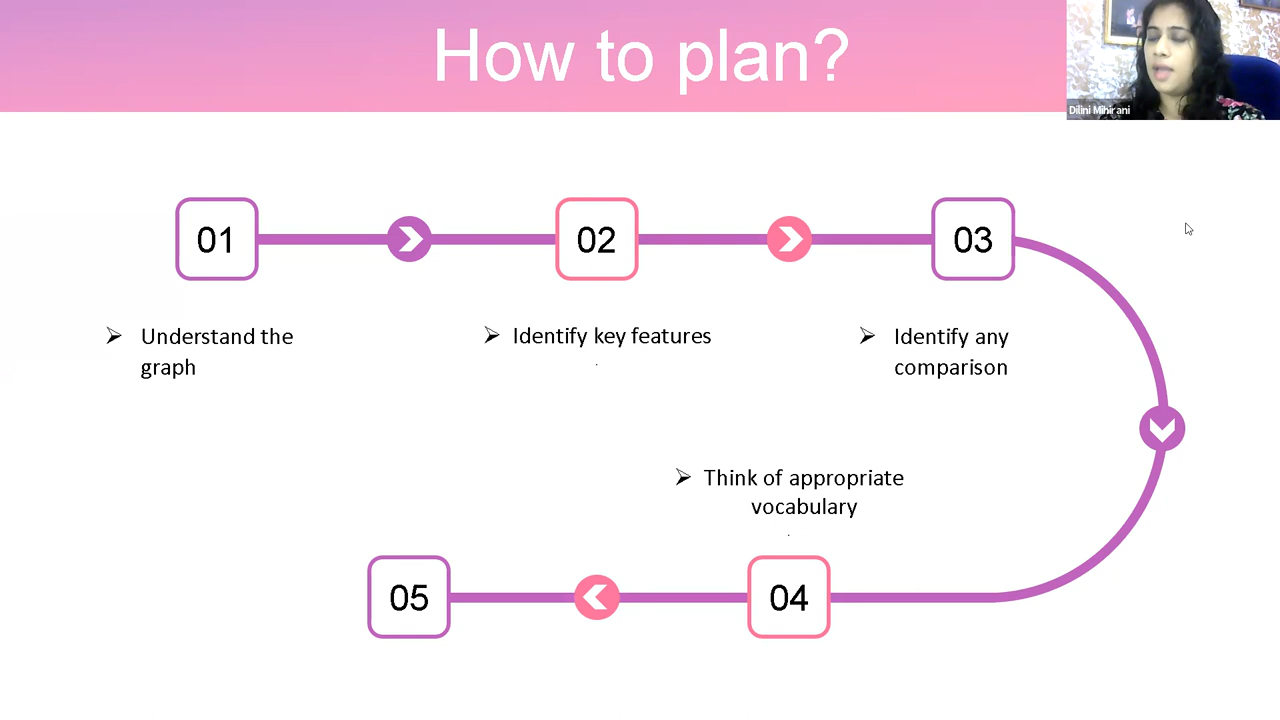 How to plan?
Dilini Mihirani
01
02
03
➢ Understand the
graph
➢ Identify key features
.
➢ Identify any
comparison
➢ Think of appropriate
vocabulary
.
05
04